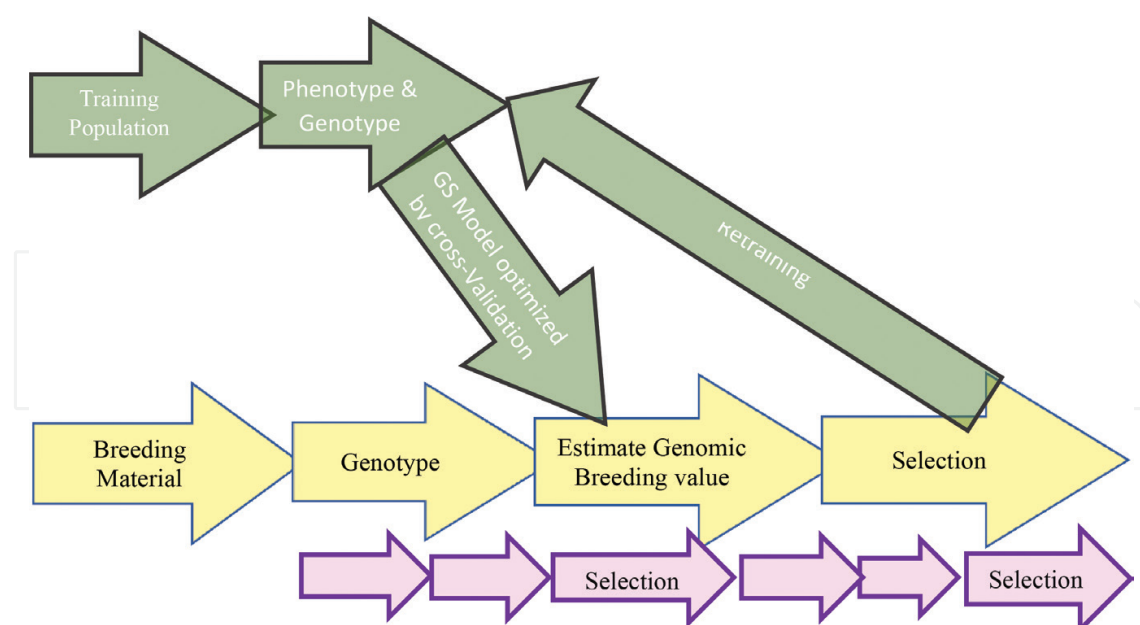 Training
Population
Phenotype &
Genotype
GS Model optimized
by cross-Validation
Retraining
Breeding
Material
Genotype
Estimate Genomic
Breeding value
Selection
Selection
Selection